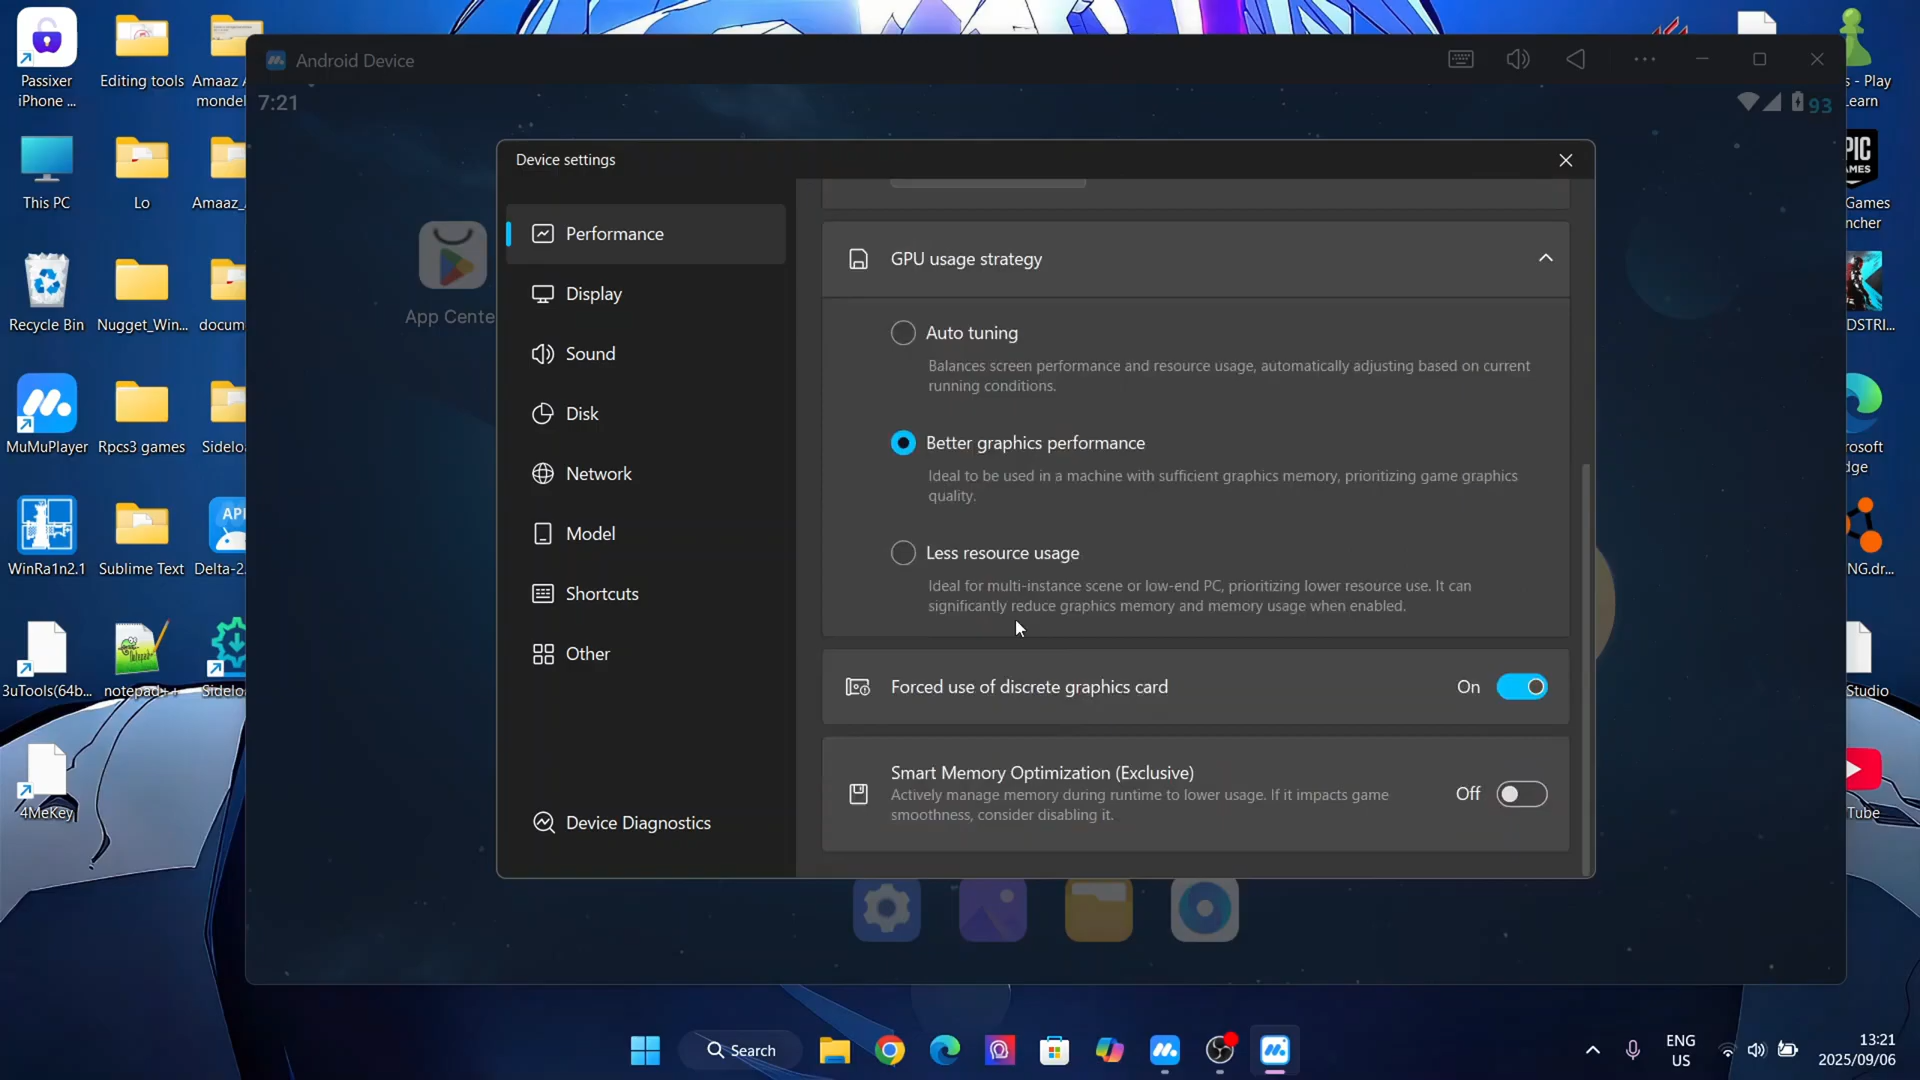 Passixer
iPhone ...
Editing tools
Amaaz A
mondel
Android Device
s - Play
Learn
7:21
93
Device settings
This PC
Lo
Amaaz_
Performance
GPU usage strategy
EPIC
GAMES
Games
ncher
App Cente
Display
Auto tuning
Balances screen performance and resource usage, automatically adjusting based on current
running conditions.
Recycle Bin
Nugget_Win...
docum
Sound
DSTRI...
Disk
Better graphics performance
Ideal to be used in a machine with sufficient graphics memory, prioritizing game graphics
quality.
MuMuPlayer
Rpcs3 games
Sideloa
Network
rosoft
dge
Model
Less resource usage
Ideal for multi-instance scene or low-end PC, prioritizing lower resource use. It can
significantly reduce graphics memory and memory usage when enabled.
API
WinRa1n2.1
Sublime Text
Delta-2.
Shortcuts
NG.dr...
Other
Forced use of discrete graphics card
On
3uTools(64b...
notepad++
Sidelo
Studio
Smart Memory Optimization (Exclusive)
Actively manage memory during runtime to lower usage. If it impacts game
smoothness, consider disabling it.
Off
4MeKey
Device Diagnostics
Tube
Search
ENG
US
13:21
2025/09/06